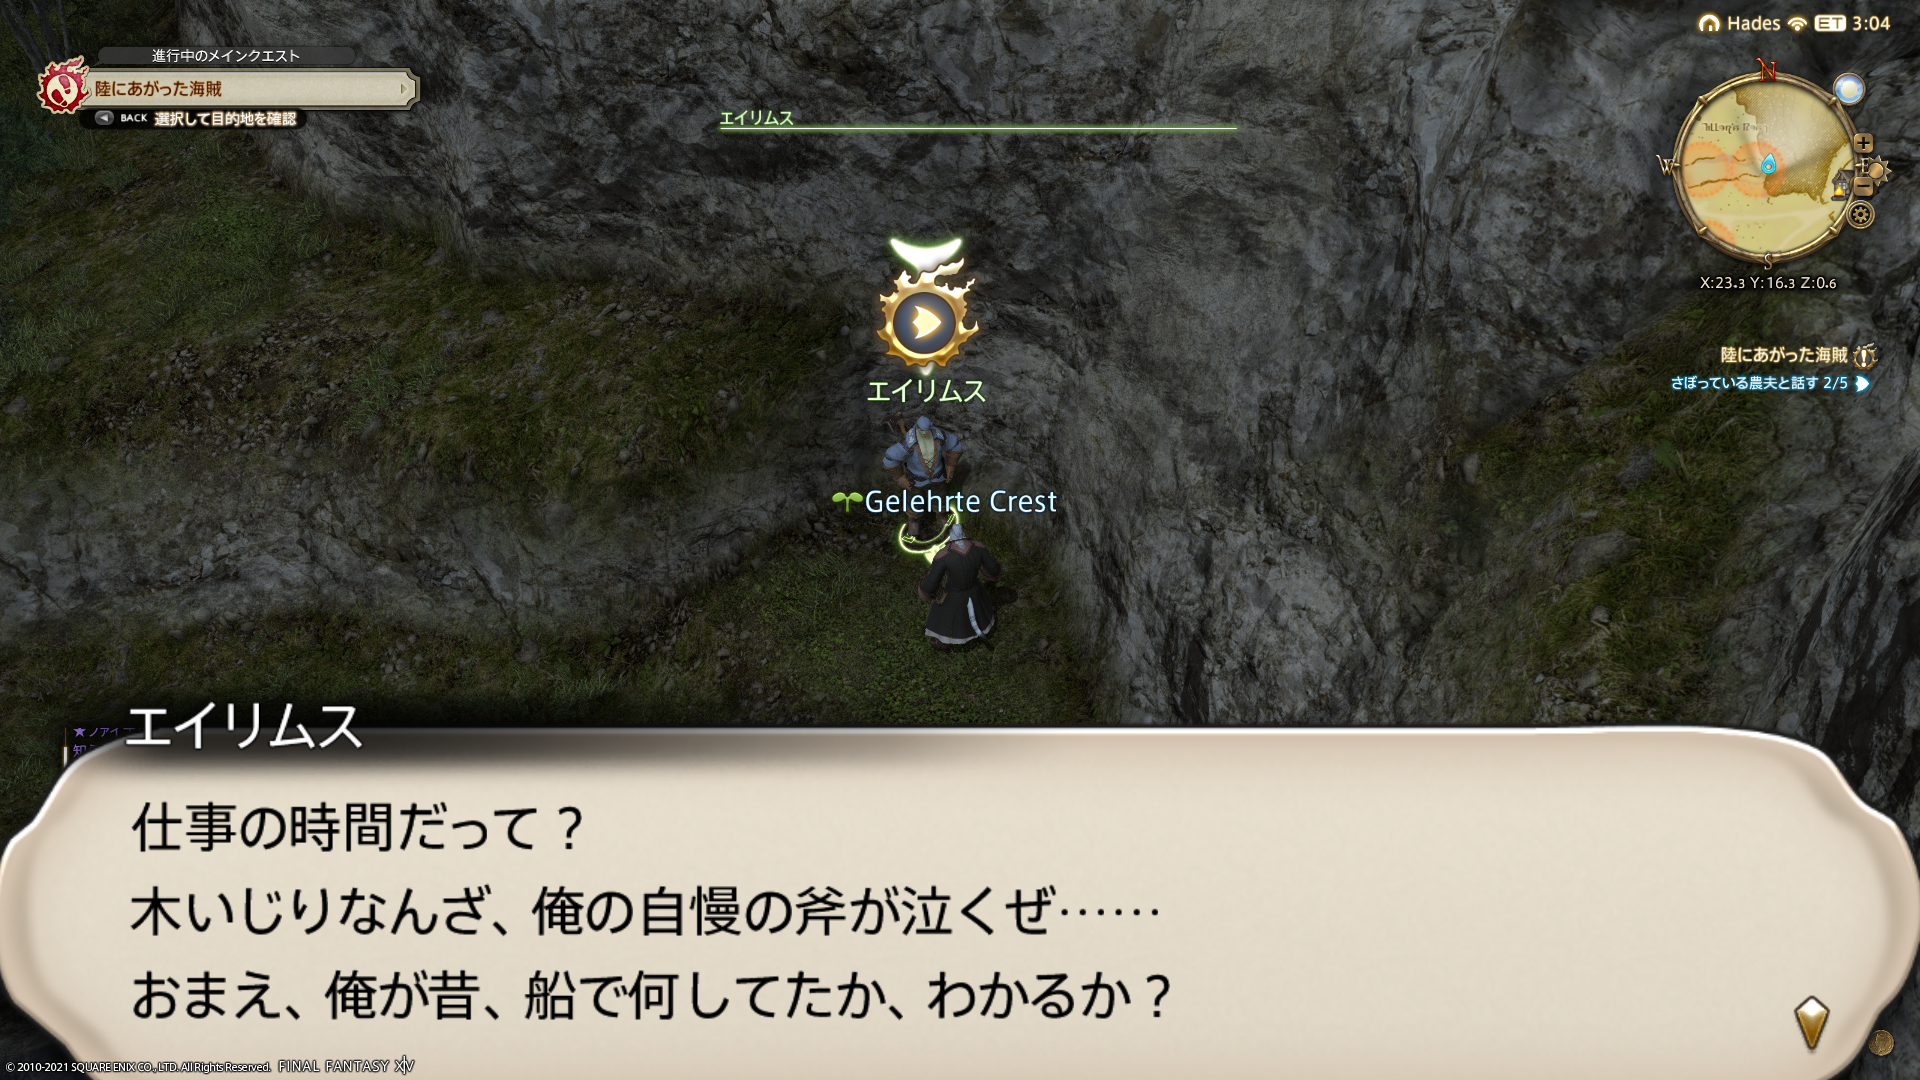 進行中のメインクエスト
陸にあがった海賊
BACK 選択して目的地を確認
エイリムス
Hades ET 3:04
N
W
E
S
X:23.3 Y:16.3 Z:0.6
陸にあがった海賊
さぼっている農夫と話す 2/5
エイリムス
Gelehrte Crest
エイリムス
仕事の時間だって？
木いじりなんざ、俺の自慢の斧が泣くぜ……
おまえ、俺が昔、船で何してたか、わかるか？
© 2010-2021 SQUARE ENIX CO., LTD. All Rights Reserved. FINAL FANTASY XIV